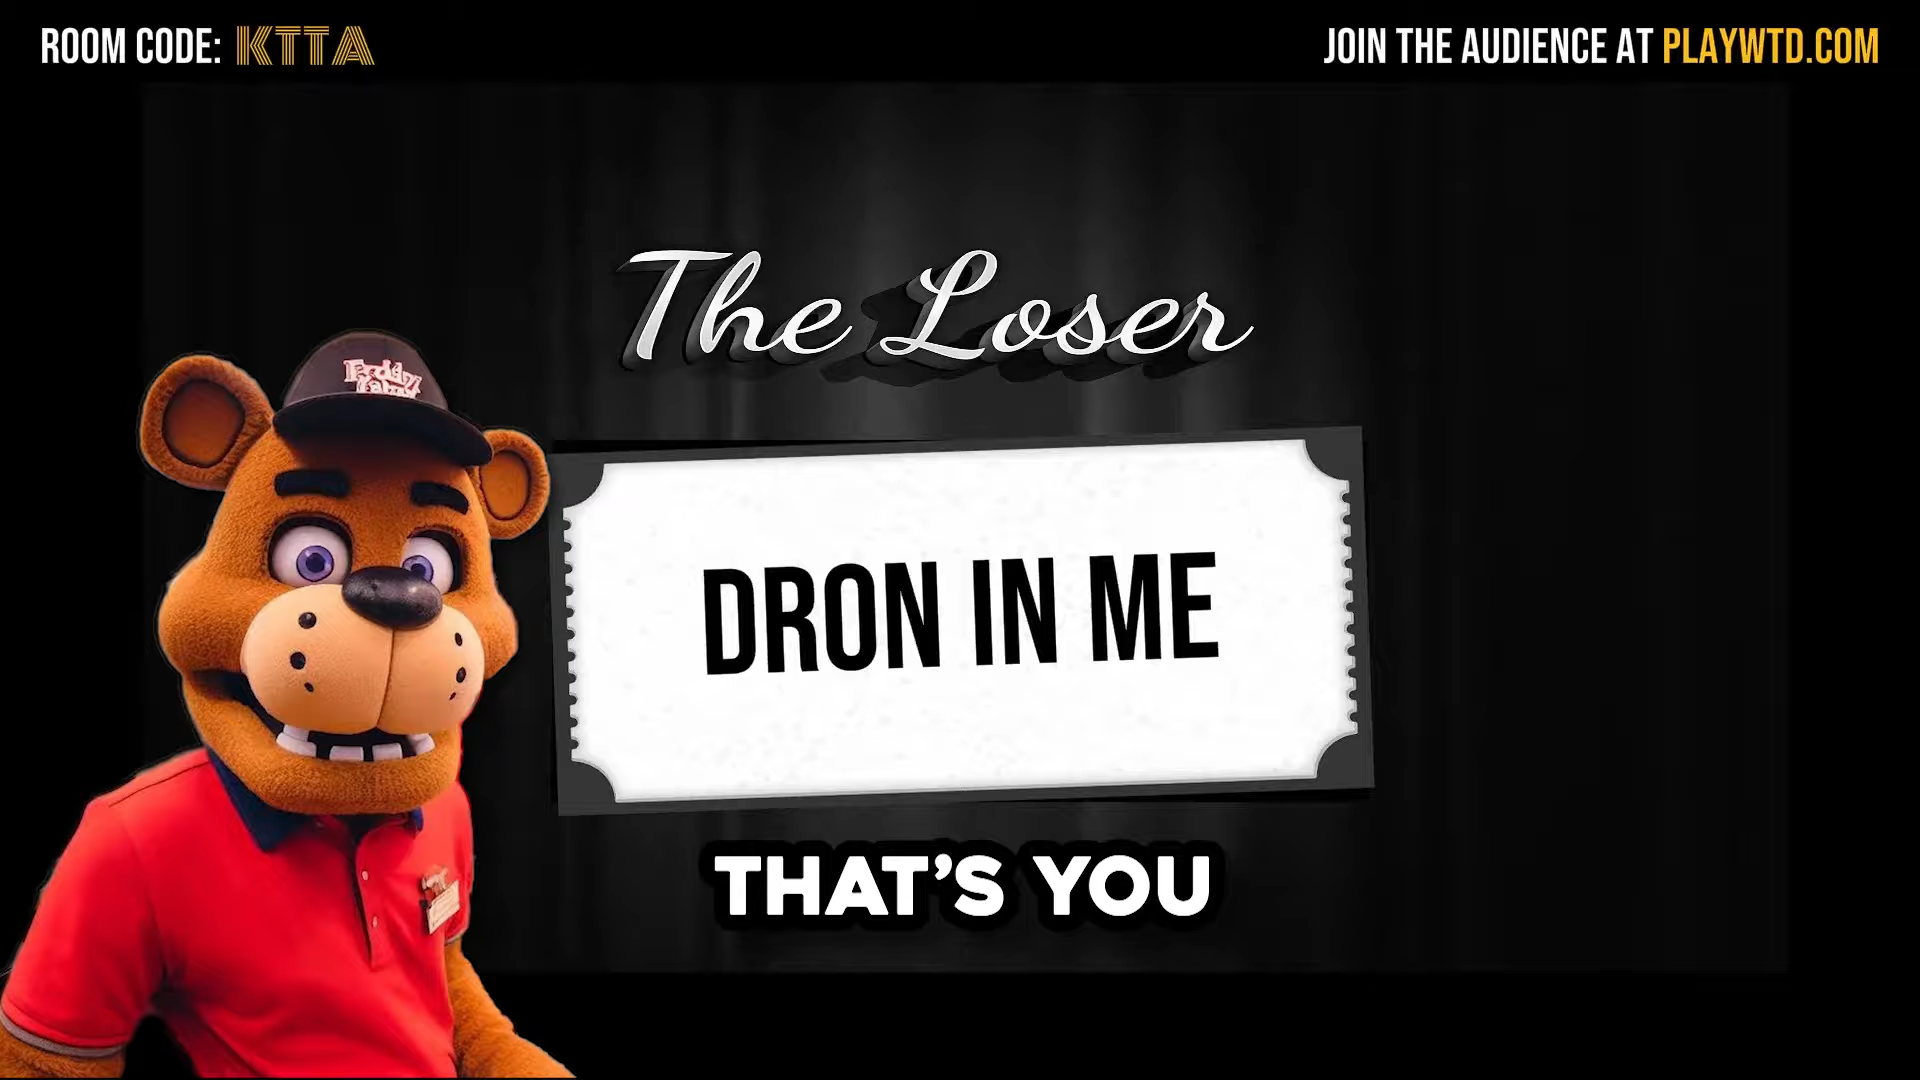 ROOM CODE: KTTA
JOIN THE AUDIENCE AT PLAYWTD.COM
The Loser
DRON IN ME
THAT'S YOU